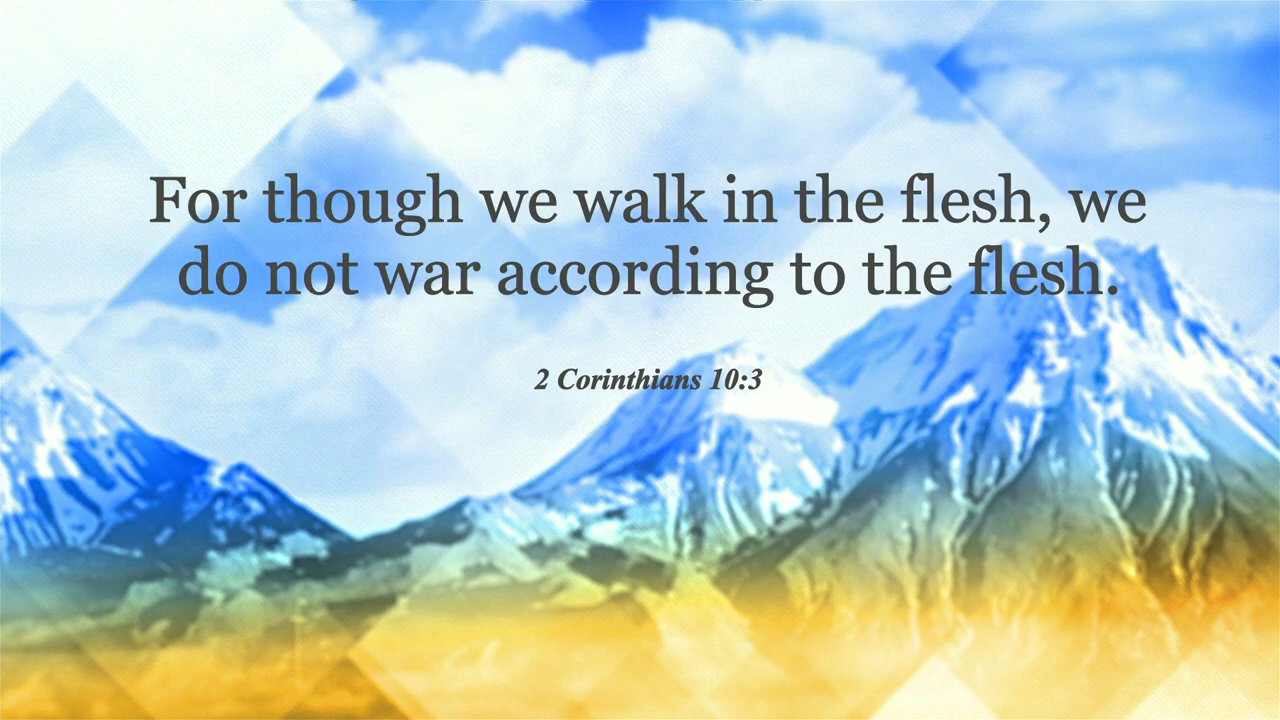 For though we walk in the flesh, we
do not war according to the flesh.
2 Corinthians 10:3